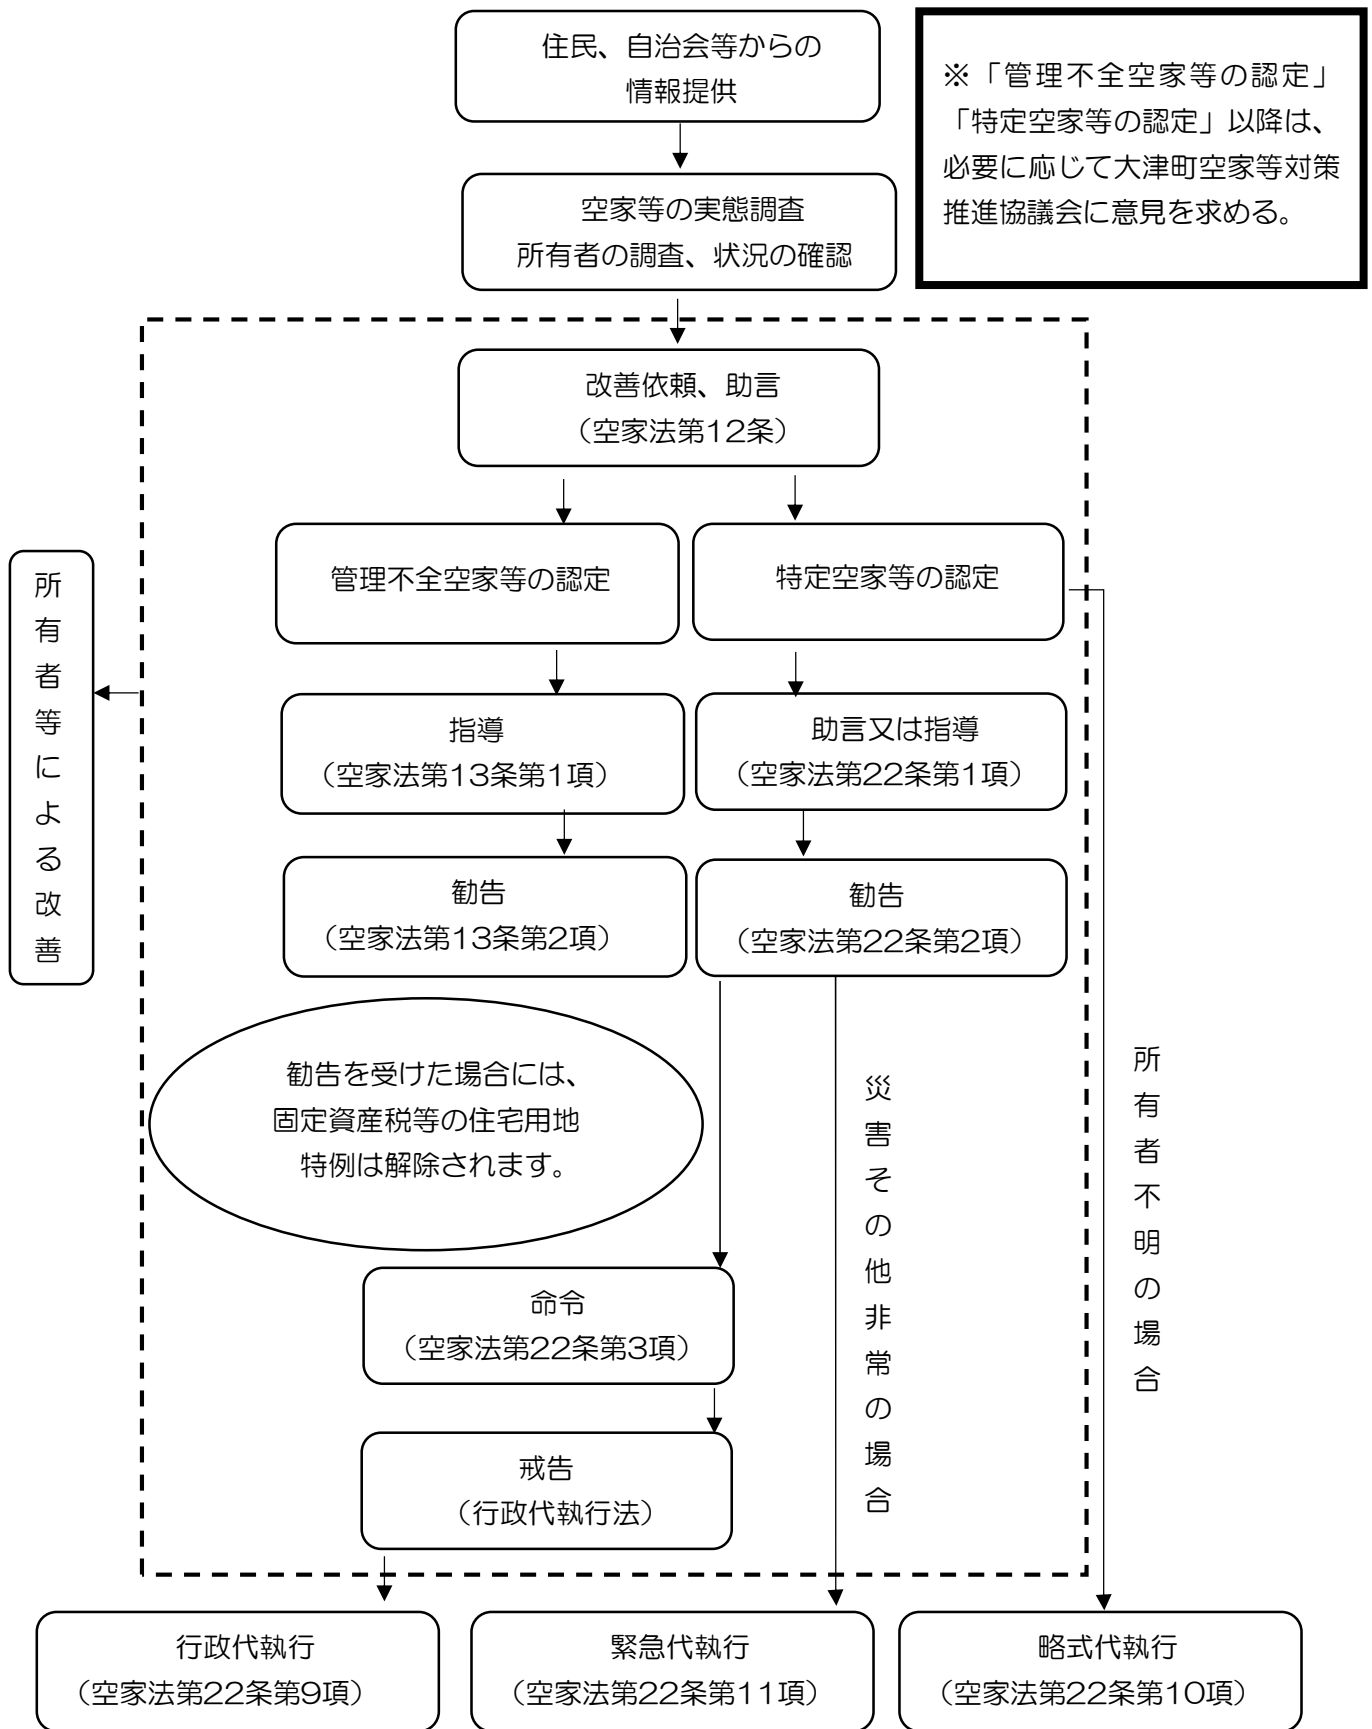 住民、自治会等からの
情報提供
※「管理不全空家等の認定」
「特定空家等の認定」以降は、
必要に応じて大津町空家等対策
推進協議会に意見を求める。
空家等の実態調査
所有者の調査、状況の確認
改善依頼、助言
（空家法第12条）
管理不全空家等の認定
特定空家等の認定
所有者等による改善
指導
（空家法第13条第1項）
助言又は指導
（空家法第22条第1項）
勧告
（空家法第13条第2項）
勧告
（空家法第22条第2項）
勧告を受けた場合には、
固定資産税等の住宅用地
特例は解除されます。
災害その他非常の場合
所有者不明の場合
命令
（空家法第22条第3項）
戒告
（行政代執行法）
行政代執行
（空家法第22条第9項）
緊急代執行
（空家法第22条第11項）
略式代執行
（空家法第22条第10項）